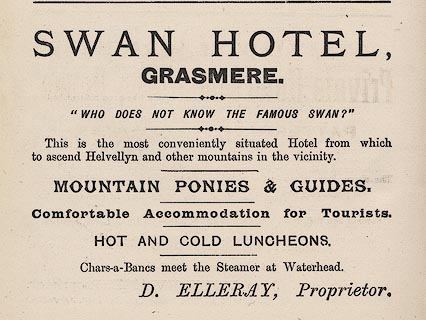 SWAN HOTEL,
GRASMERE.
"WHO DOES NOT KNOW THE FAMOUS SWAN?"
This is the most conveniently situated Hotel from which
to ascend Helvellyn and other mountains in the vicinity.
MOUNTAIN PONIES & GUIDES.
Comfortable Accommodation for Tourists.
HOT AND COLD LUNCHEONS.
Chars-a-Bancs meet the Steamer at Waterhead.
D. ELLERAY, Proprietor.